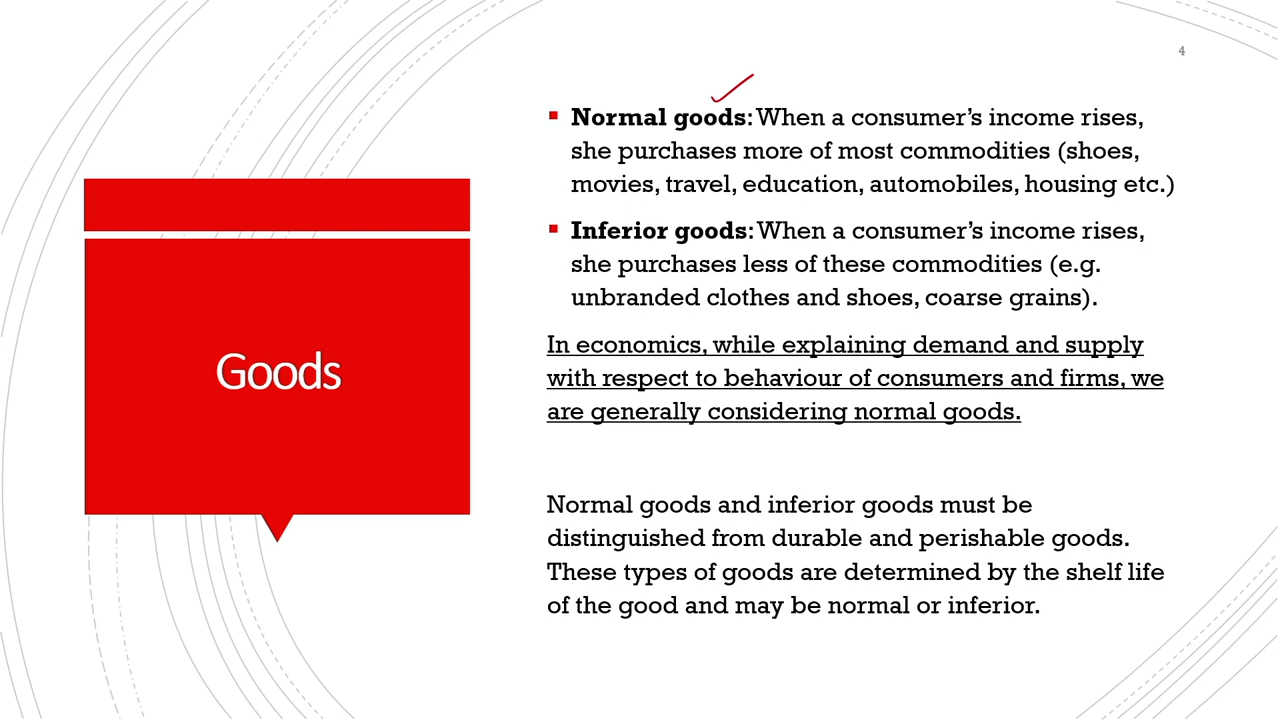 4
Normal goods: When a consumer’s income rises,
she purchases more of most commodities (shoes,
movies, travel, education, automobiles, housing etc.)
Inferior goods: When a consumer’s income rises,
she purchases less of these commodities (e.g.
unbranded clothes and shoes, coarse grains).
In economics, while explaining demand and supply
with respect to behaviour of consumers and firms, we
are generally considering normal goods.
Normal goods and inferior goods must be
distinguished from durable and perishable goods.
These types of goods are determined by the shelf life
of the good and may be normal or inferior.
Goods